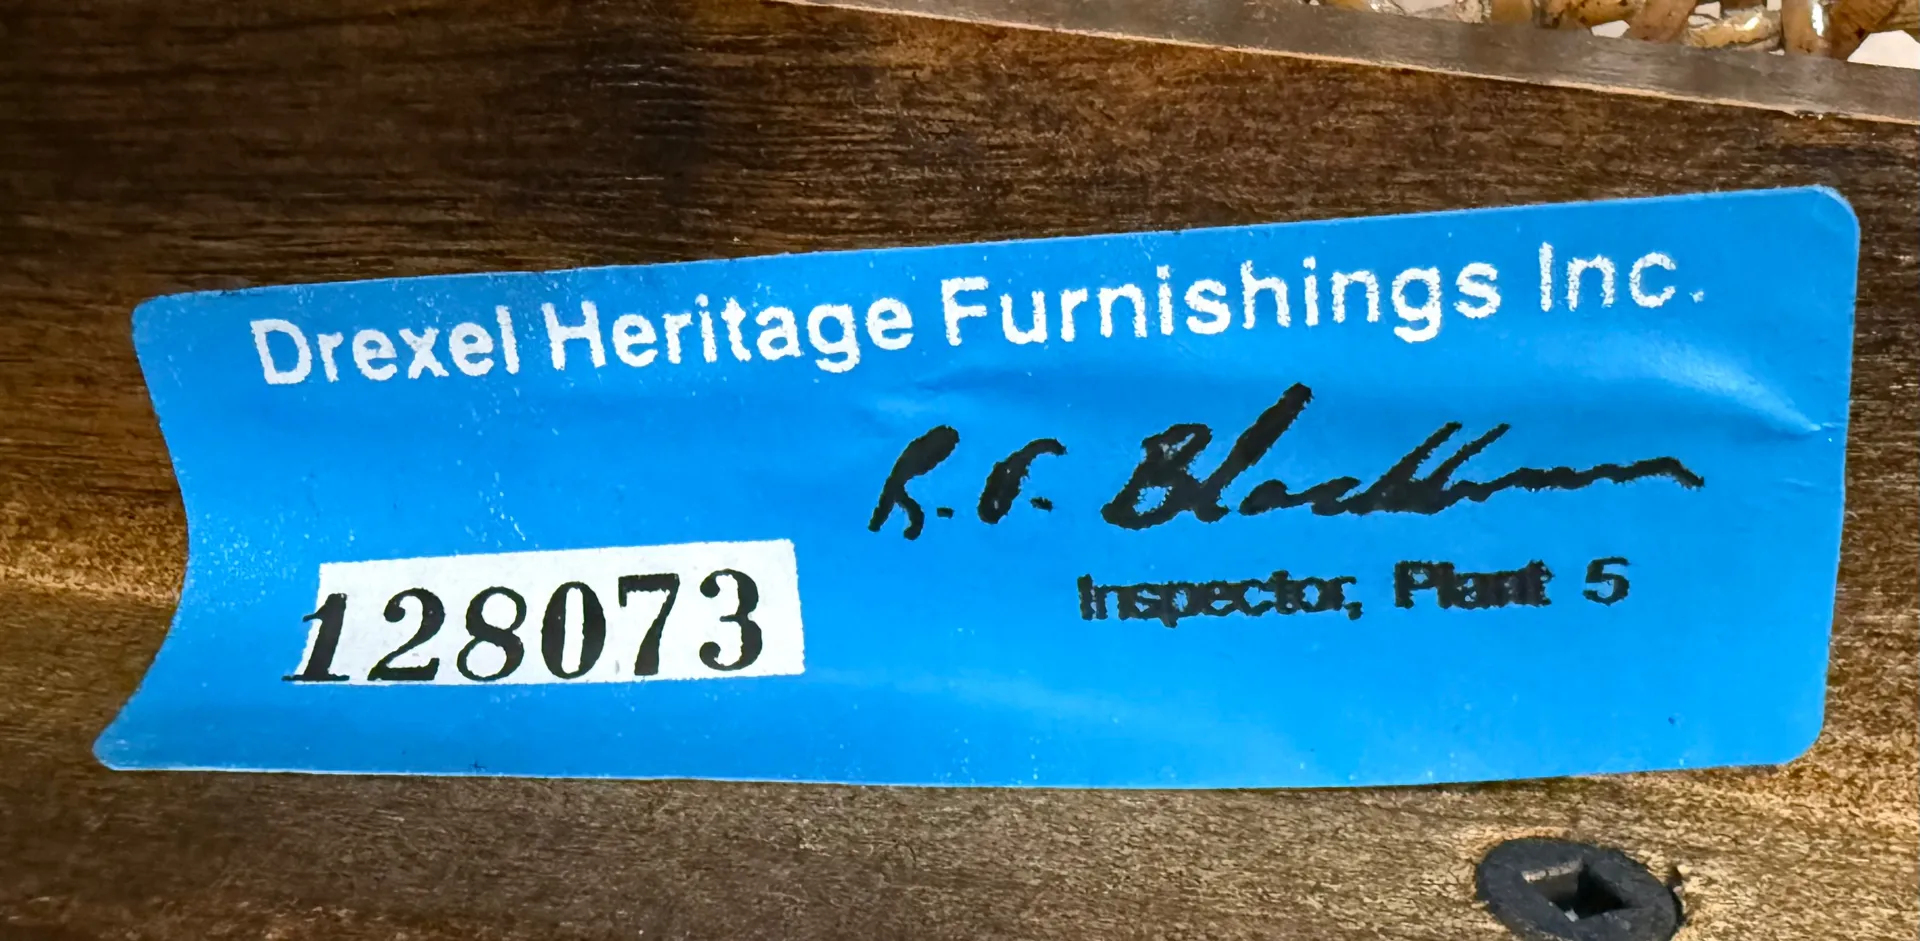 Drexel Heritage Furnishings Inc.
Inspector, Plant 5
128073